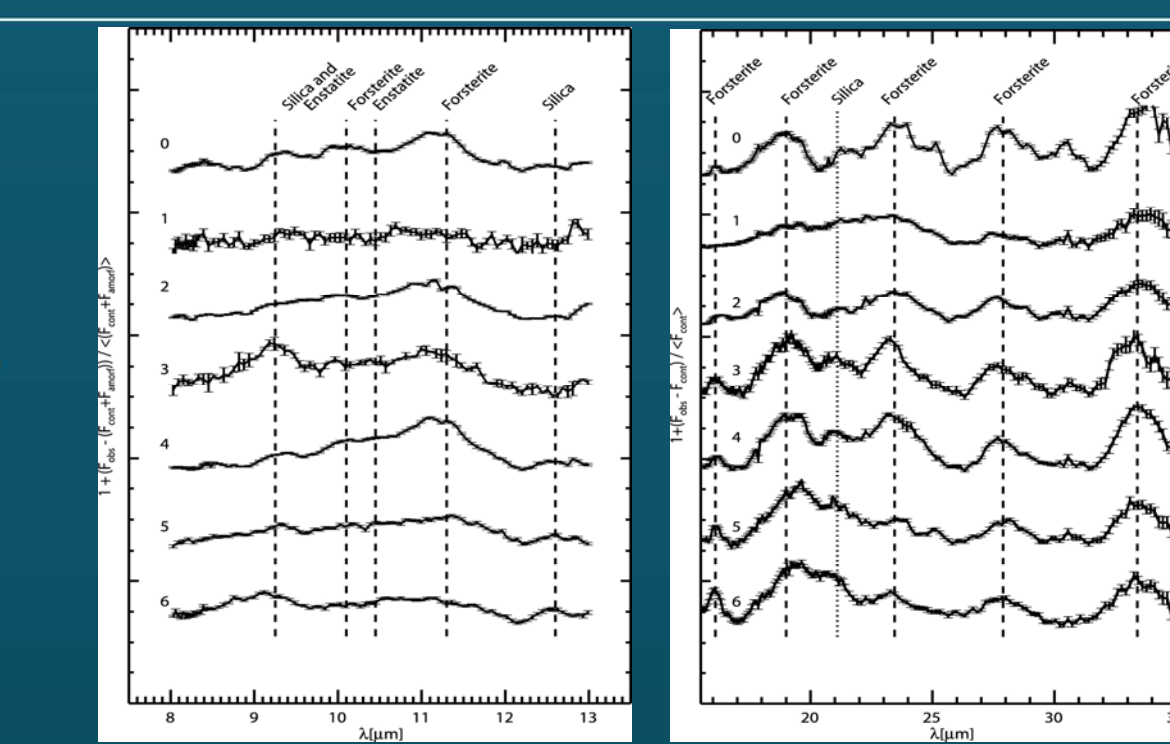 Silica and
Enstatite
Forsterite
Enstatite
Forsterite
Silica
0
1
2
3
4
5
6
1 + (F_obs - (F_cont+F_amorf)) / <(F_cont+F_amorf)>
8 9 10 11 12 13
λ[μm]
Forsterite
Forsterite
Silica
Forsterite
Forsterite
0
1
2
3
4
5
6
1+(F_obs - F_cont) / <F_cont>
20 25 30
λ[μm]